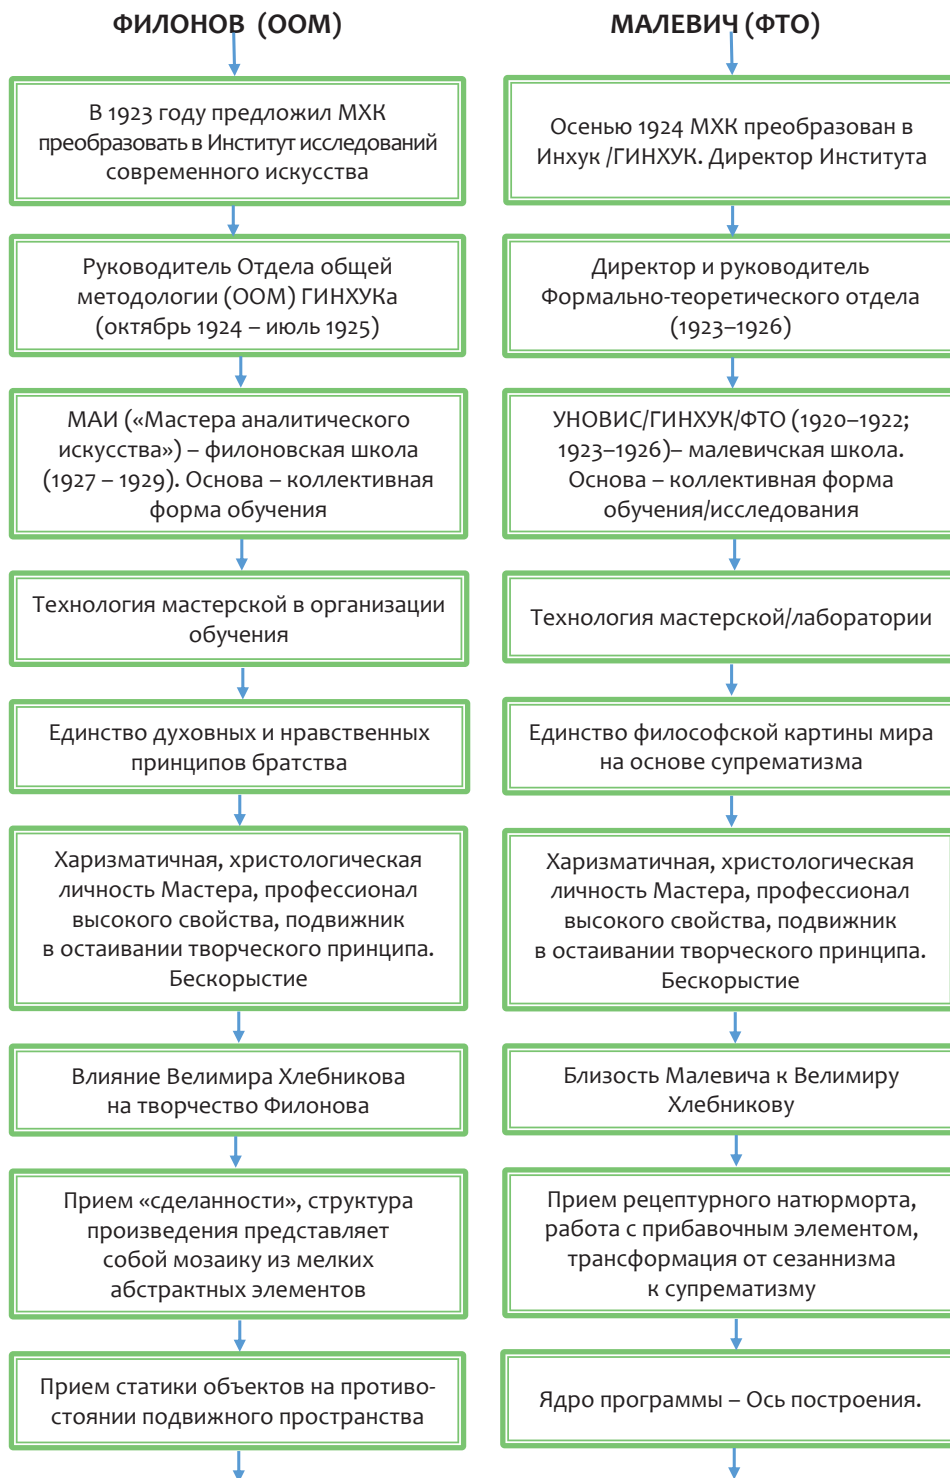 ФИЛОНОВ (ООМ)
В 1923 году предложил МХК
преобразовать в Институт исследований
современного искусства
Руководитель Отдела общей
методологии (ООМ) ГИНХУКа
(октябрь 1924 – июль 1925)
МАИ («Мастера аналитического
искусства») – филоновская школа
(1927 – 1929). Основа – коллективная
форма обучения
Технология мастерской в организации
обучения
Единство духовных и нравственных
принципов братства
Харизматичная, христологическая
личность Мастера, профессионал
высокого свойства, подвижник
в остаивании творческого принципа.
Бескорыстие
Влияние Велимира Хлебникова
на творчество Филонова
Прием «сделанности», структура
произведения представляет
собой мозаику из мелких
абстрактных элементов
Прием статики объектов на противо-
стоянии подвижного пространства
МАЛЕВИЧ (ФТО)
Осенью 1924 МХК преобразован в
Инхук /ГИНХУК. Директор Института
Директор и руководитель
Формально-теоретического отдела
(1923–1926)
УНОВИС/ГИНХУК/ФТО (1920–1922;
1923–1926)– малевичская школа.
Основа – коллективная форма
обучения/исследования
Технология мастерской/лаборатории
Единство философской картины мира
на основе супрематизма
Харизматичная, христологическая
личность Мастера, профессионал
высокого свойства, подвижник
в остаивании творческого принципа.
Бескорыстие
Близость Малевича к Велимиру
Хлебникову
Прием рецептурного натюрморта,
работа с прибавочным элементом,
трансформация от сезаннизма
к супрематизму
Ядро программы – Ось построения.